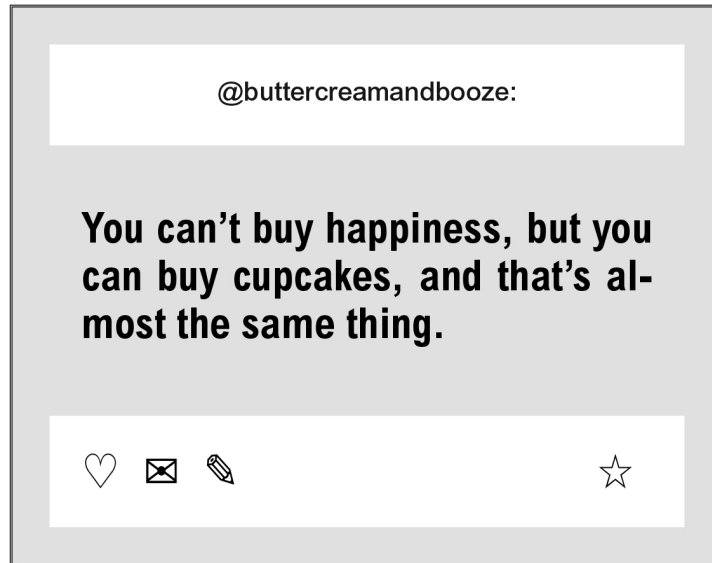 @buttercreamandbooze:
You can’t buy happiness, but you
can buy cupcakes, and that’s al-
most the same thing.